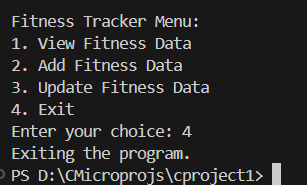 Fitness Tracker Menu:
1. View Fitness Data
2. Add Fitness Data
3. Update Fitness Data
4. Exit
Enter your choice: 4
Exiting the program.
PS D:\CMicroprojs\cproject1>